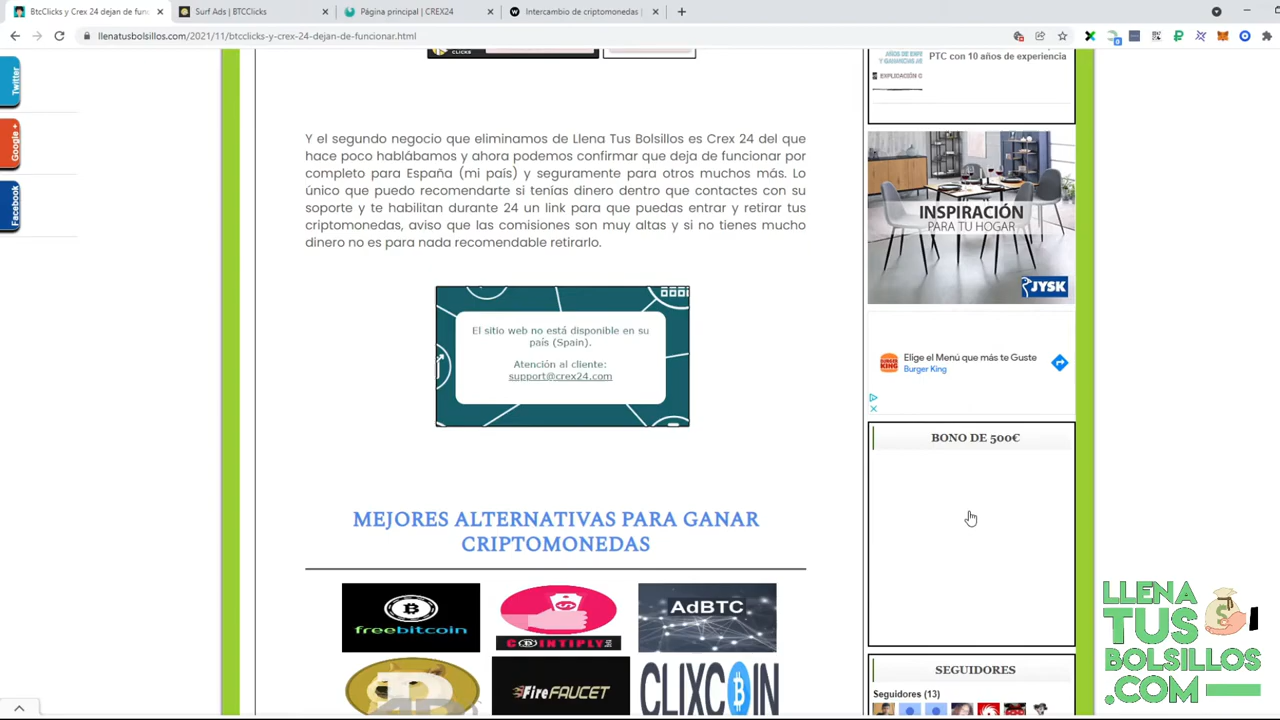 BtcClicks y Crex 24 dejan de fun
Surf Ads | BTCClicks
Página principal | CREX24
Intercambio de criptomonedas |
llenatusbolsillos.com/2021/11/btcclicks-y-crex-24-dejan-de-funcionar.html
Twitter
Google +
Facebook
CLICKS
Y el segundo negocio que eliminamos de Llena Tus Bolsillos es Crex 24 del que
hace poco hablábamos y ahora podemos confirmar que deja de funcionar por
completo para España (mi país) y seguramente para otros muchos más. Lo
único que puedo recomendarte si tenías dinero dentro que contactes con su
soporte y te habilitan durante 24 un link para que puedas entrar y retirar tus
criptomonedas, aviso que las comisiones son muy altas y si no tienes mucho
dinero no es para nada recomendable retirarlo.
El sitio web no está disponible en su
país (Spain).
Atención al cliente:
support@crex24.com
MEJORES ALTERNATIVAS PARA GANAR
CRIPTOMONEDAS
freebitcoin
COINTIPLY
AdBTC
FireFAUCET
CLIXCOIN
PTC con 10 años de experiencia
INSPIRACIÓN
PARA TU HOGAR
JYSK
Elige el Menú que más te Guste
Burger King
BONO DE 500€
SEGUIDORES
Seguidores (13)
LLENA
TUS
BOLSILLOS
.COM